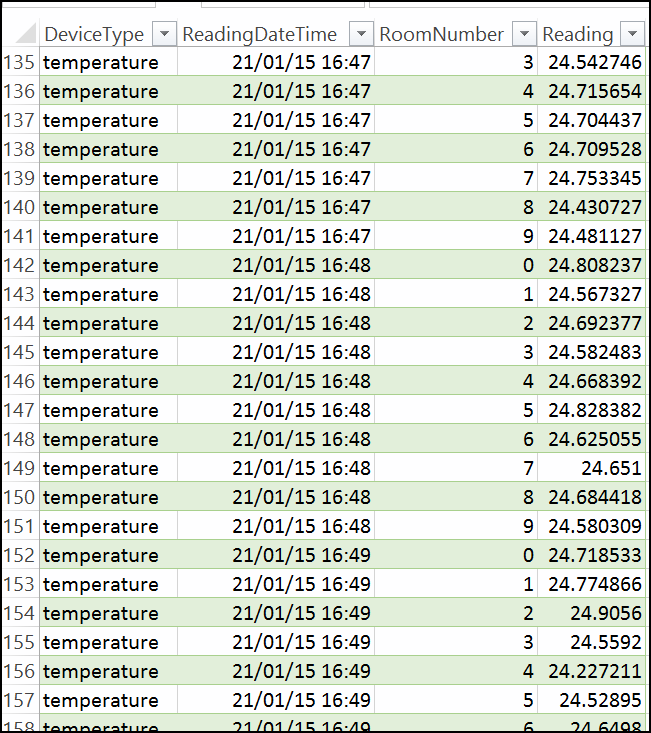 DeviceType ReadingDateTime RoomNumber Reading
135 temperature 21/01/15 16:47 3 24.542746
136 temperature 21/01/15 16:47 4 24.715654
137 temperature 21/01/15 16:47 5 24.704437
138 temperature 21/01/15 16:47 6 24.709528
139 temperature 21/01/15 16:47 7 24.753345
140 temperature 21/01/15 16:47 8 24.430727
141 temperature 21/01/15 16:47 9 24.481127
142 temperature 21/01/15 16:48 0 24.808237
143 temperature 21/01/15 16:48 1 24.567327
144 temperature 21/01/15 16:48 2 24.692377
145 temperature 21/01/15 16:48 3 24.582483
146 temperature 21/01/15 16:48 4 24.668392
147 temperature 21/01/15 16:48 5 24.828382
148 temperature 21/01/15 16:48 6 24.625055
149 temperature 21/01/15 16:48 7 24.651
150 temperature 21/01/15 16:48 8 24.684418
151 temperature 21/01/15 16:48 9 24.580309
152 temperature 21/01/15 16:49 0 24.718533
153 temperature 21/01/15 16:49 1 24.774866
154 temperature 21/01/15 16:49 2 24.9056
155 temperature 21/01/15 16:49 3 24.5592
156 temperature 21/01/15 16:49 4 24.227211
157 temperature 21/01/15 16:49 5 24.52895
158 temperature 21/01/15 16:49 6 24.6498